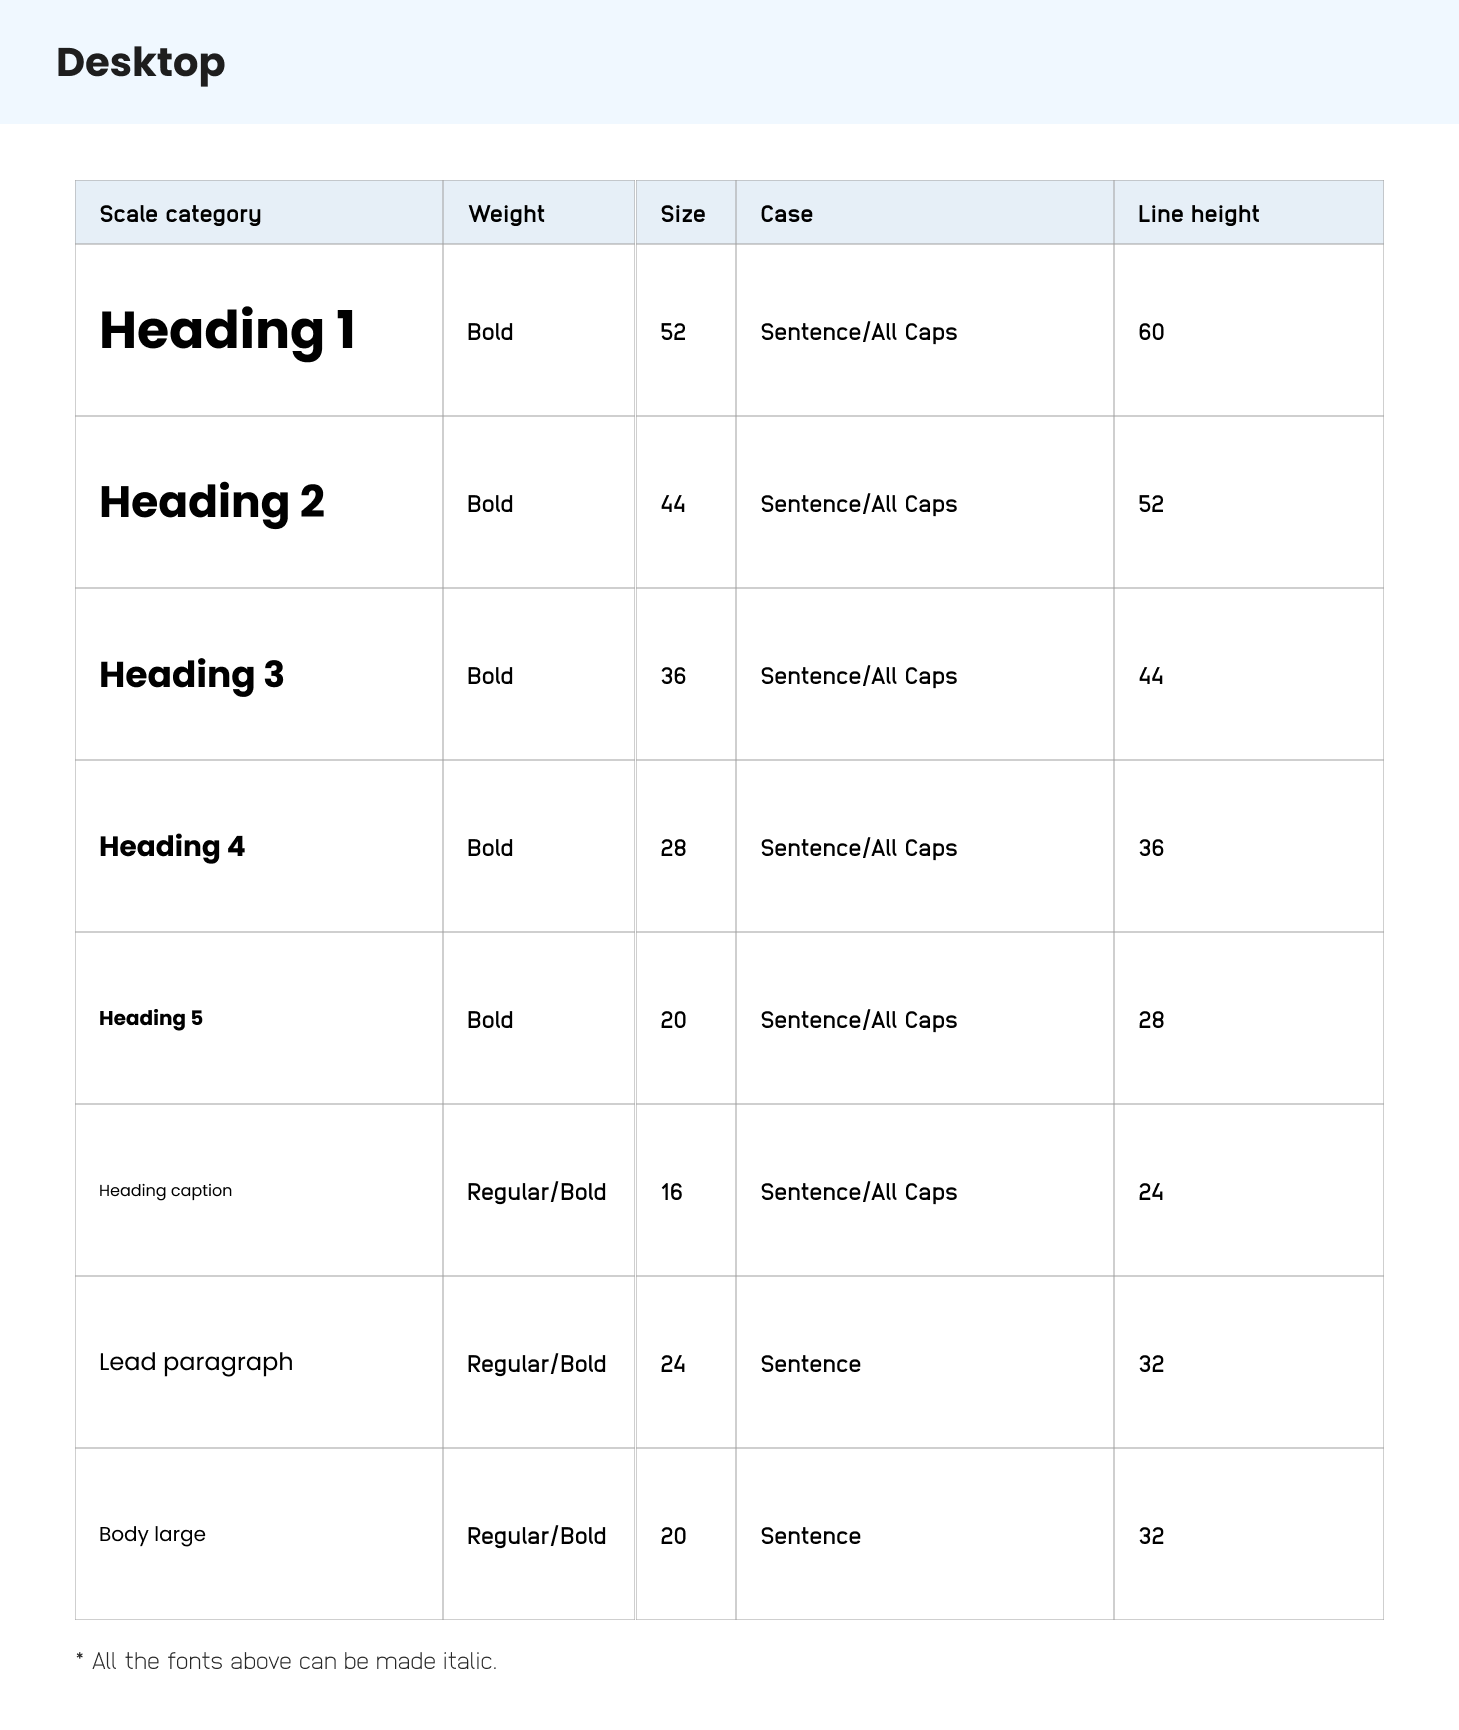 Desktop
Scale category Weight Size Case Line height
Heading 1 Bold 52 Sentence/All Caps 60
Heading 2 Bold 44 Sentence/All Caps 52
Heading 3 Bold 36 Sentence/All Caps 44
Heading 4 Bold 28 Sentence/All Caps 36
Heading 5 Bold 20 Sentence/All Caps 28
Heading caption Regular/Bold 16 Sentence/All Caps 24
Lead paragraph Regular/Bold 24 Sentence 32
Body large Regular/Bold 20 Sentence 32
* All the fonts above can be made italic.